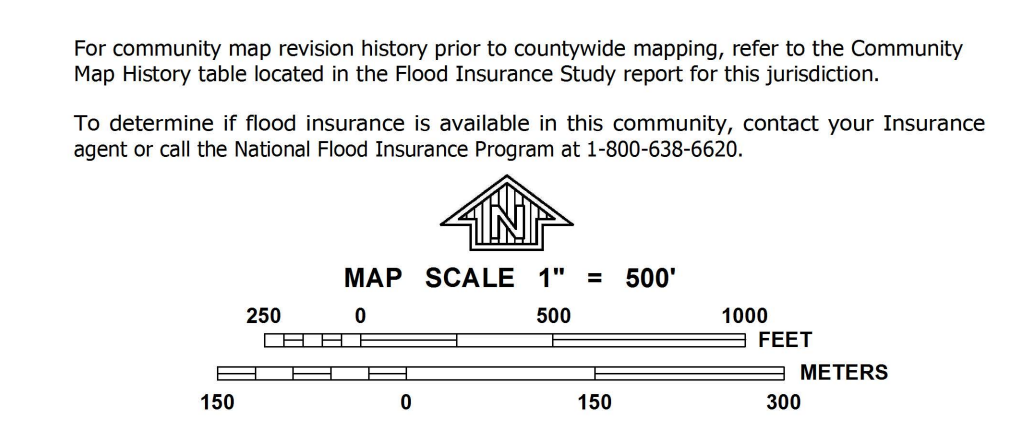 For community map revision history prior to countywide mapping, refer to the Community
Map History table located in the Flood Insurance Study report for this jurisdiction.
To determine if flood insurance is available in this community, contact your Insurance
agent or call the National Flood Insurance Program at 1-800-638-6620.
N
MAP SCALE 1" = 500'
250 0 500 1000
FEET
METERS
150 0 150 300